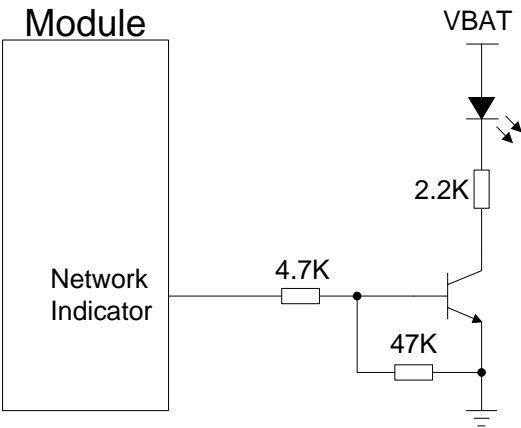 Module
VBAT
2.2K
4.7K
Network
Indicator
47K